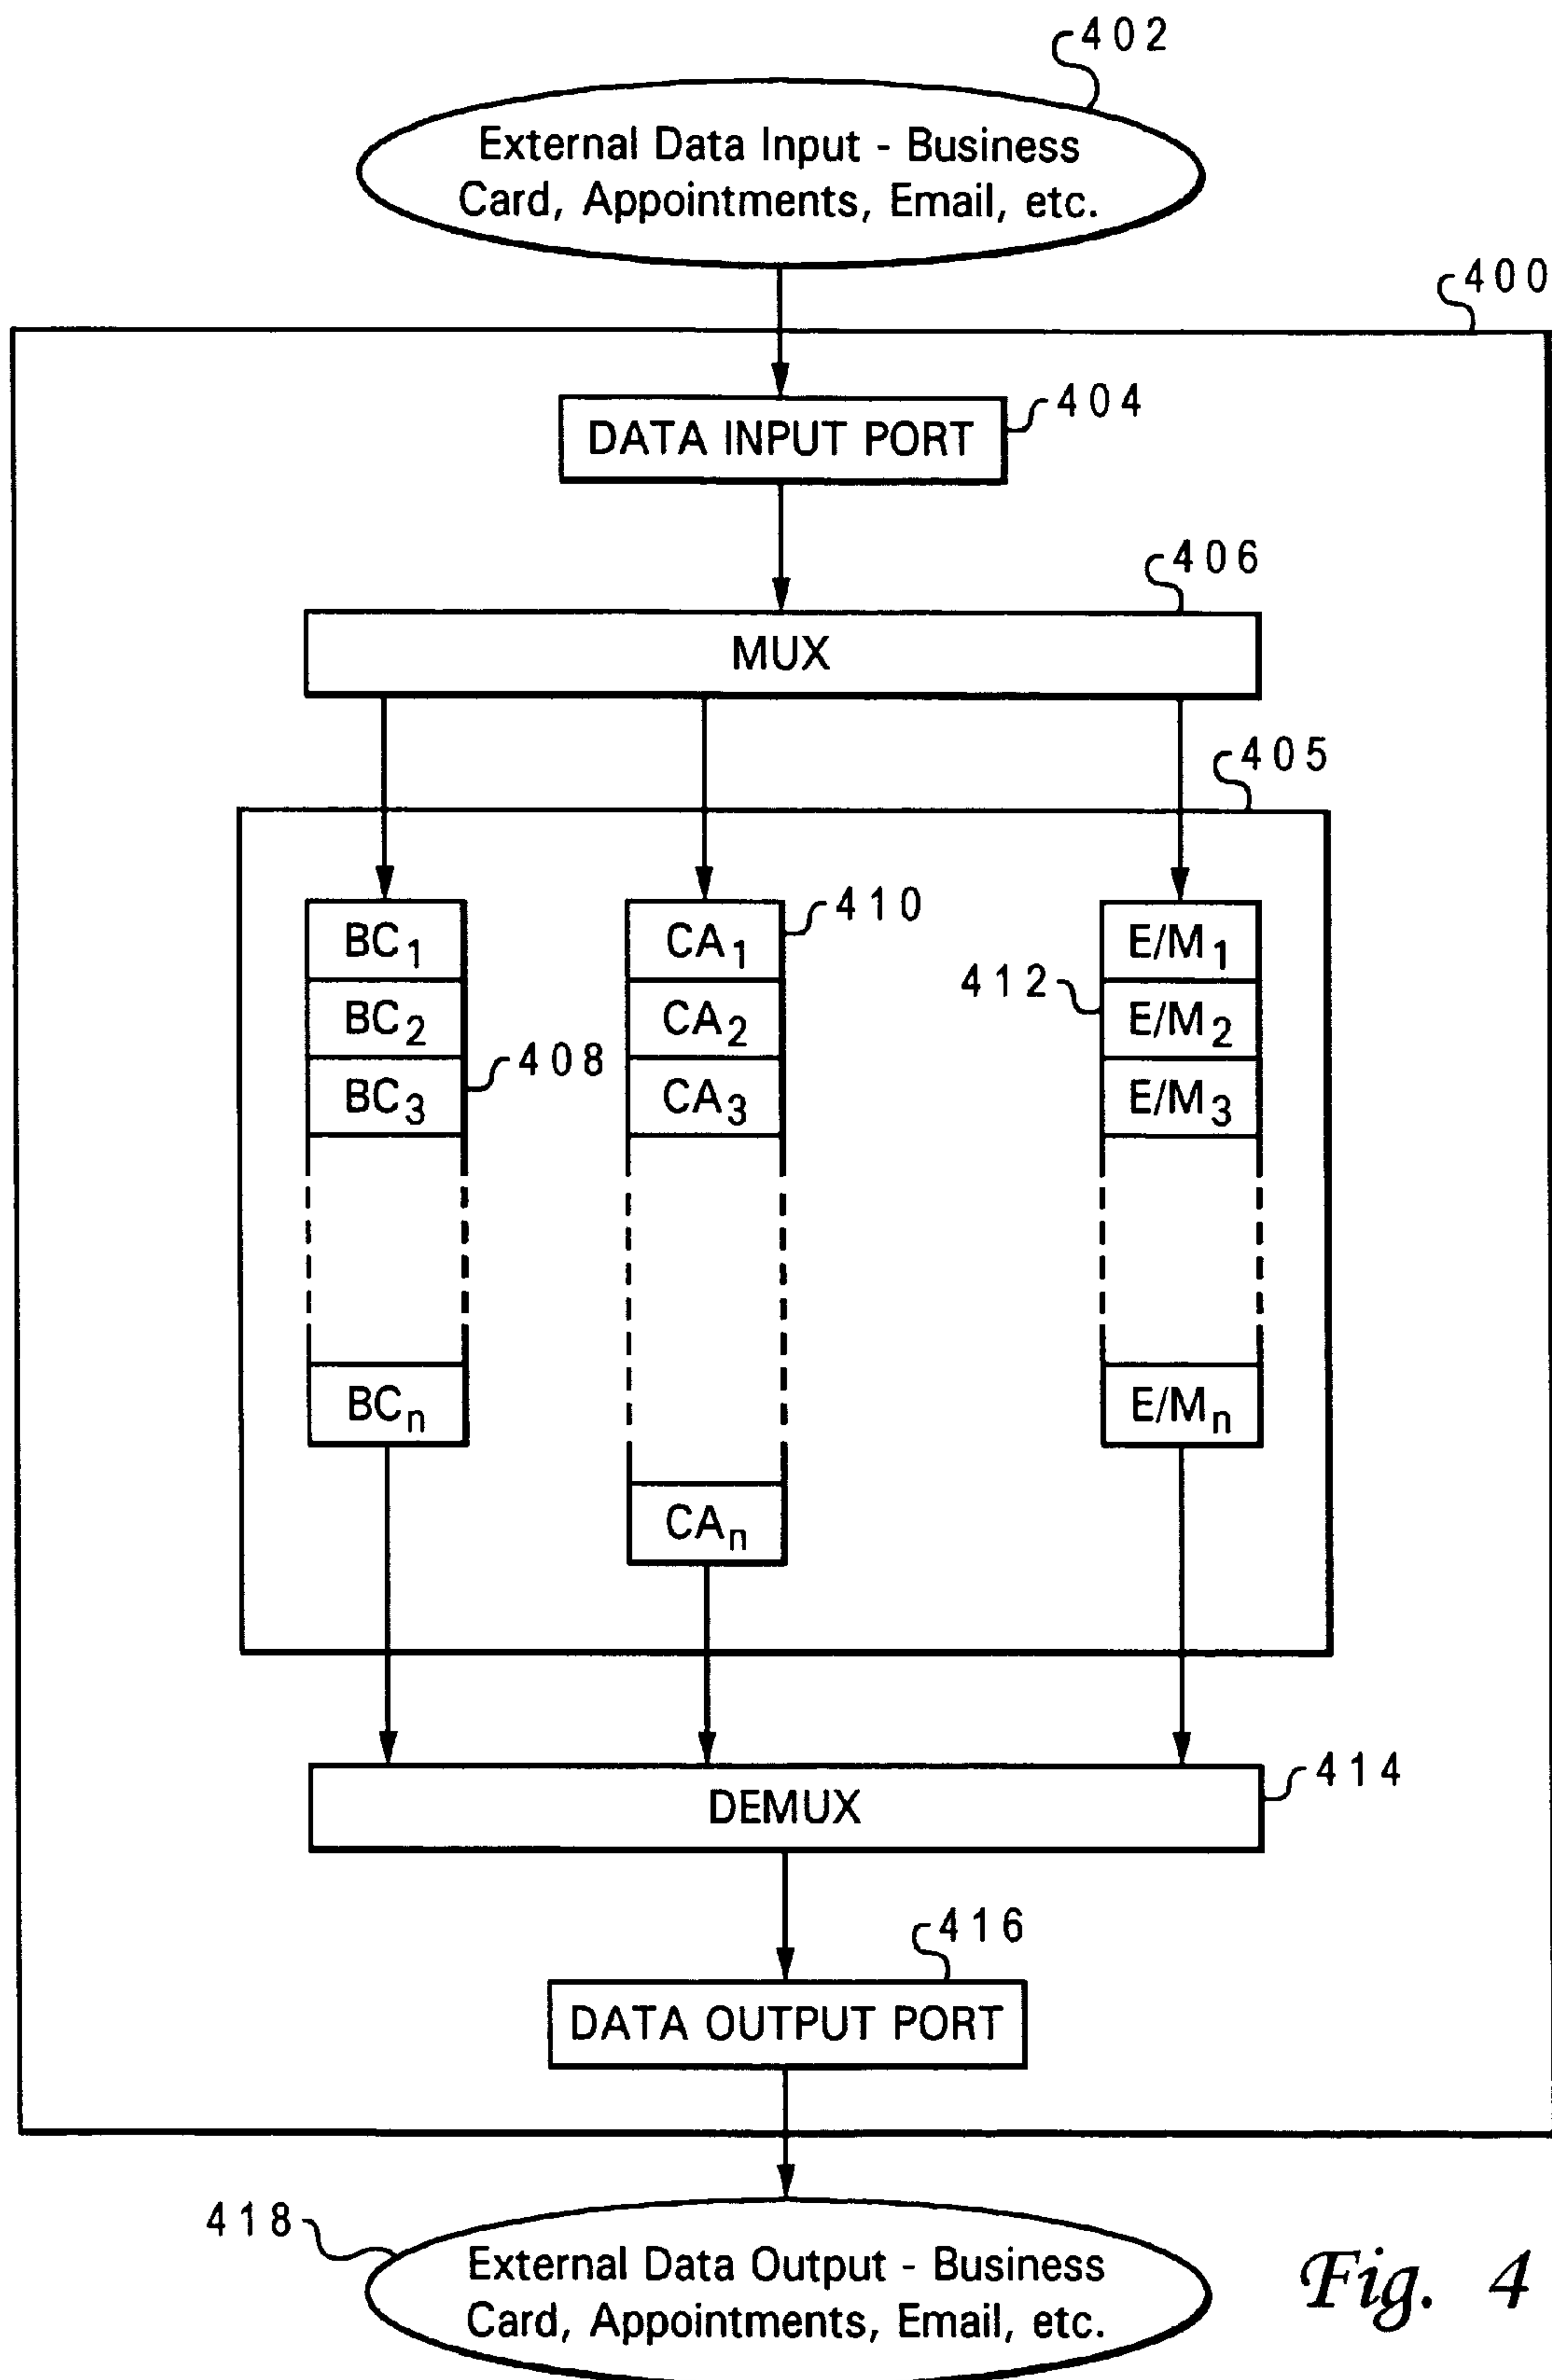 402
External Data Input - Business
Card, Appointments, Email, etc.
400
404
DATA INPUT PORT
406
MUX
405
410
BC1 CA1 E/M1
412
BC2 CA2 E/M2
408
BC3 CA3 E/M3
BCn E/Mn
CAn
414
DEMUX
416
DATA OUTPUT PORT
418
External Data Output - Business
Card, Appointments, Email, etc.
Fig. 4